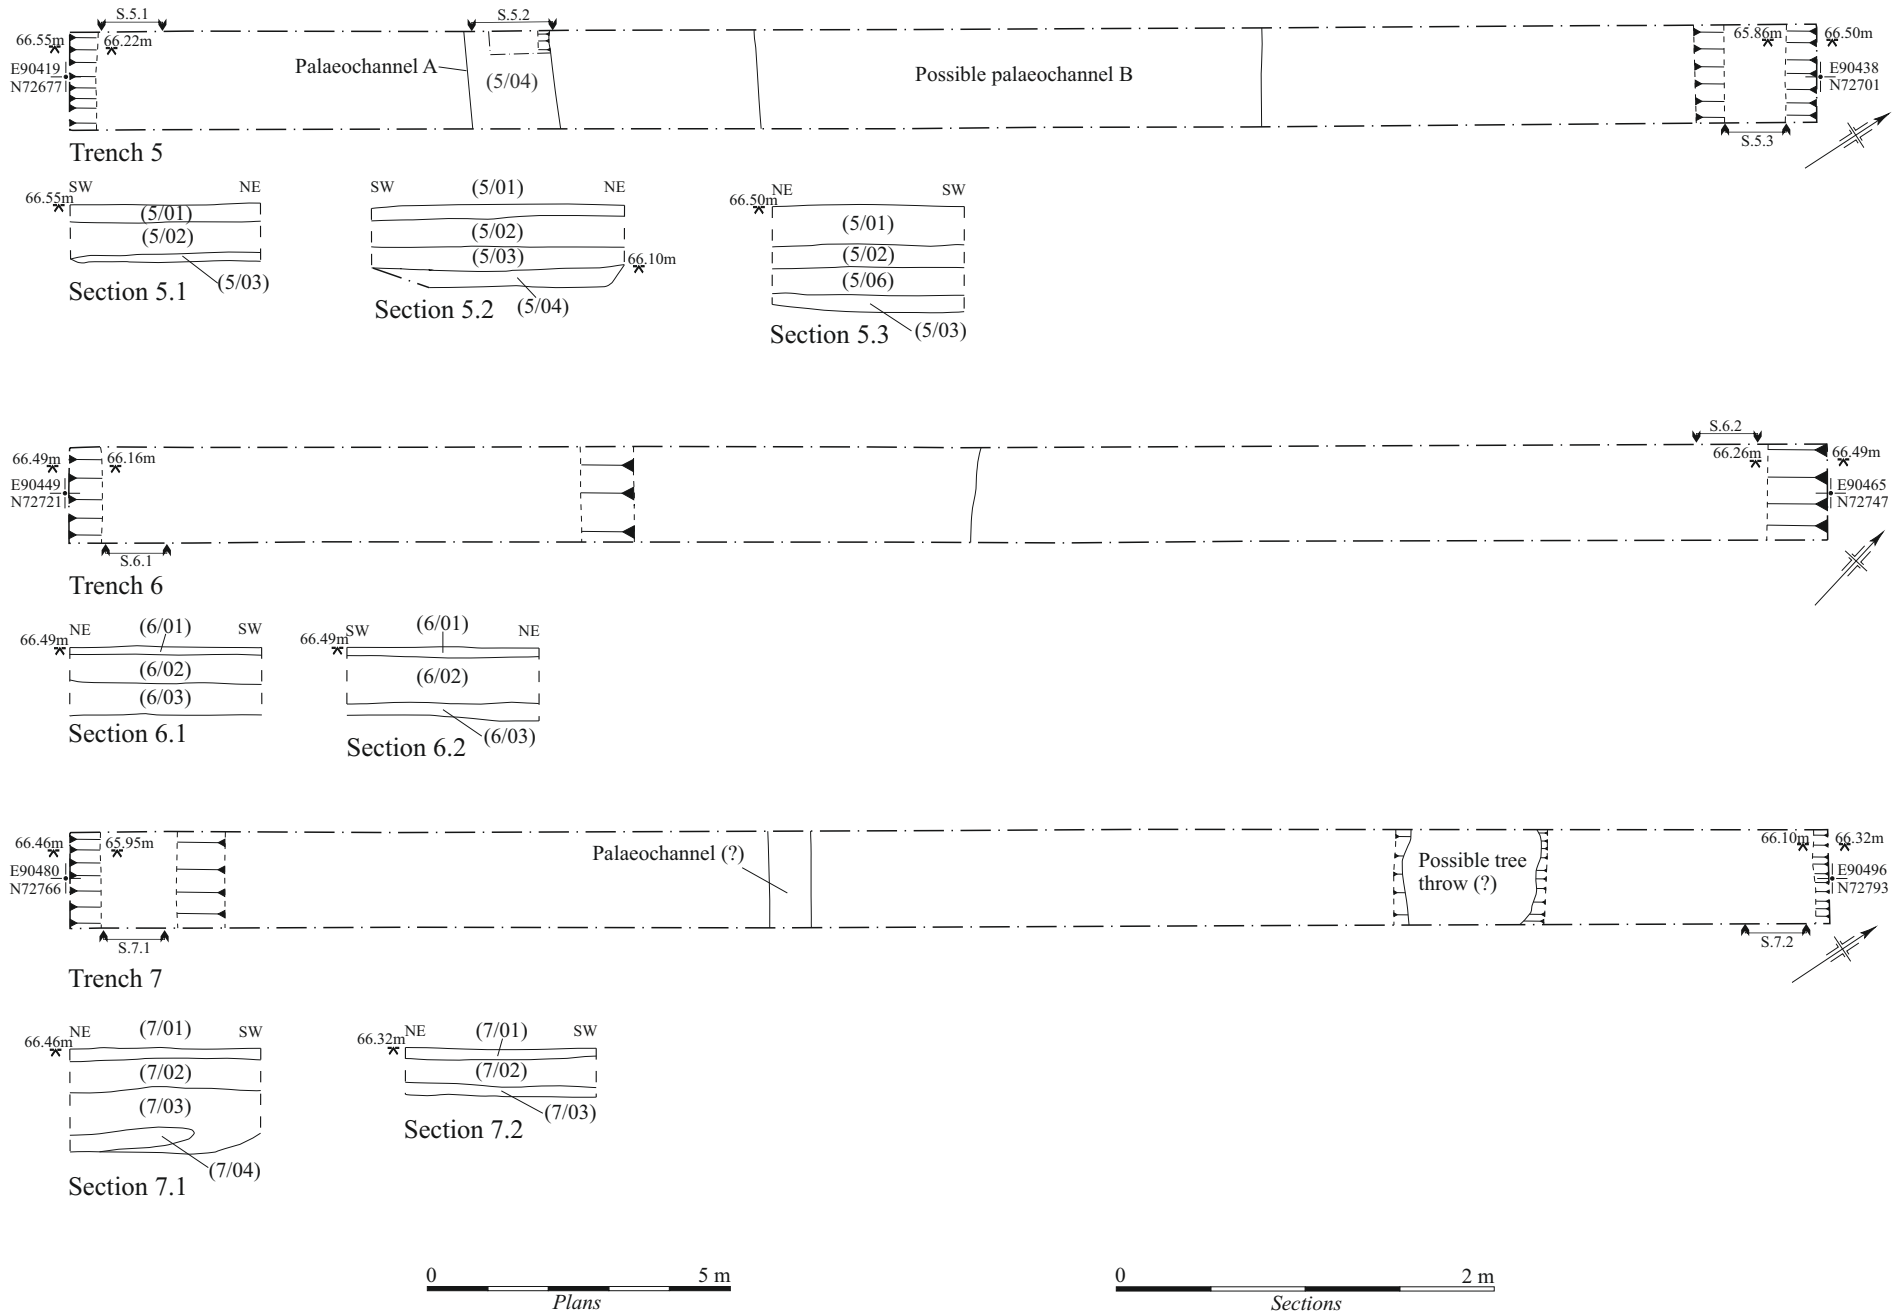 S.5.1
S.5.2
66.55m
66.22m
65.86m
66.50m
E90419
N72677
Palaeochannel A
(5/04)
Possible palaeochannel B
E90438
N72701
S.5.3
Trench 5
SW
NE
66.55m
(5/01)
(5/02)
(5/03)
Section 5.1
SW
(5/01)
NE
(5/02)
(5/03)
66.10m
(5/04)
Section 5.2
NE
SW
66.50m
(5/01)
(5/02)
(5/06)
(5/03)
Section 5.3
S.6.2
66.49m
66.16m
66.26m
66.49m
E90449
N72721
E90465
N72747
S.6.1
Trench 6
NE
(6/01)
SW
66.49m
(6/02)
(6/03)
Section 6.1
66.49m
SW
(6/01)
NE
(6/02)
(6/03)
Section 6.2
66.46m
65.95m
66.10m
66.32m
E90480
N72766
Palaeochannel (?)
Possible tree
throw (?)
E90496
N72793
S.7.1
S.7.2
Trench 7
NE
(7/01)
SW
66.46m
(7/02)
(7/03)
(7/04)
Section 7.1
NE
(7/01)
SW
66.32m
(7/02)
(7/03)
Section 7.2
0
5 m
Plans
0
2 m
Sections